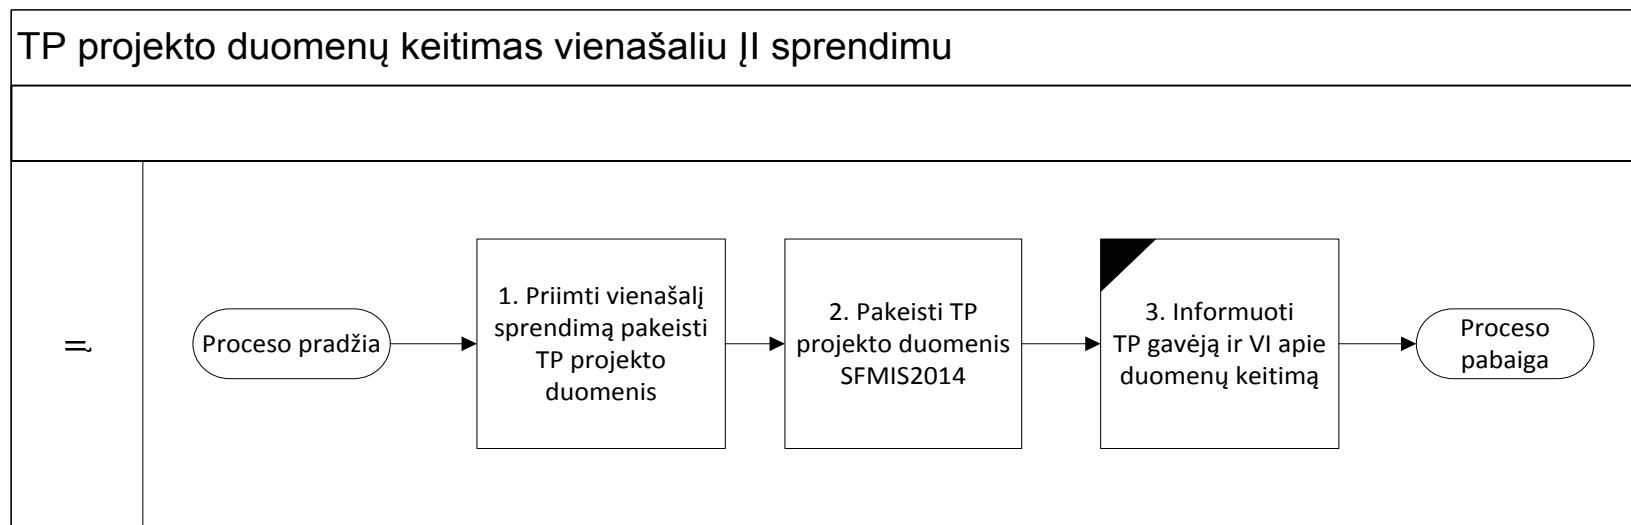 TP projekto duomenų keitimas vienašaliu ĮI sprendimu
ĮI
Proceso pradžia
1. Priimti vienašalį
sprendimą pakeisti
TP projekto
duomenis
2. Pakeisti TP
projekto duomenis
SFMIS2014
3. Informuoti
TP gavėją ir VI apie
duomenų keitimą
Proceso
pabaiga